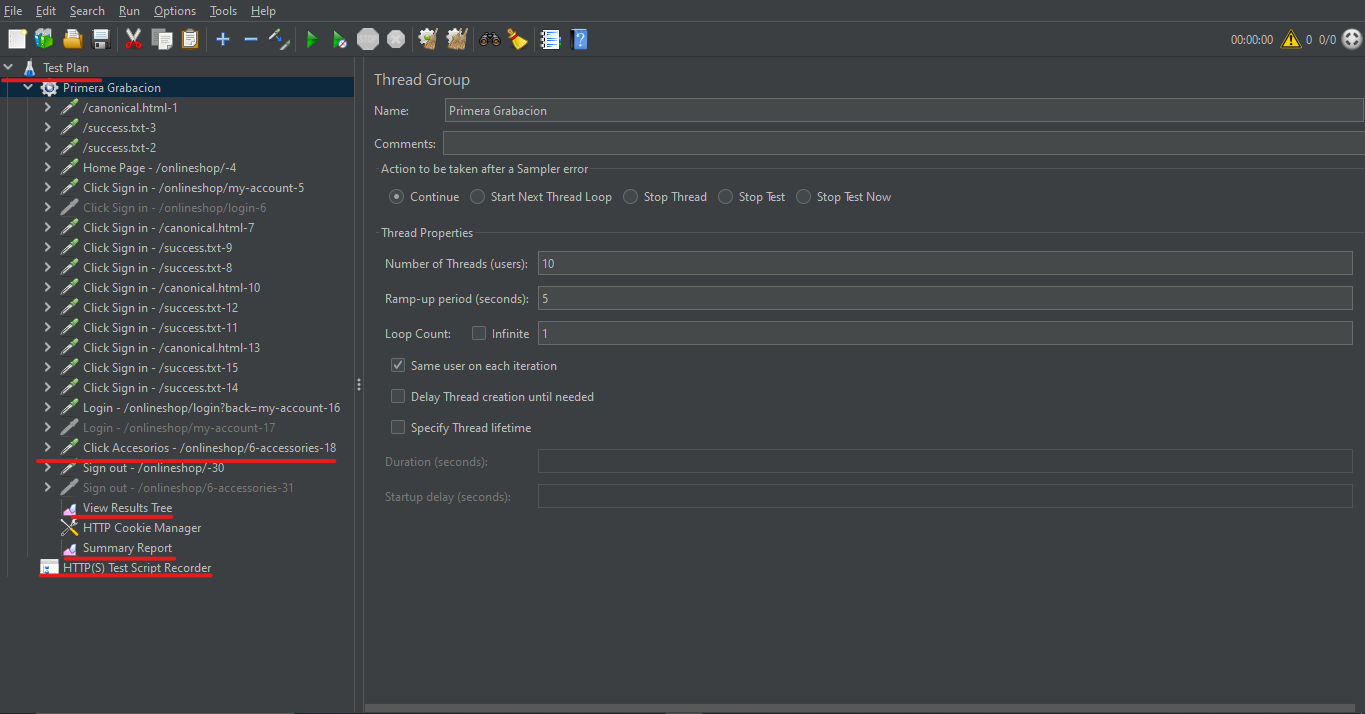 File Edit Search Run Options Tools Help
00:00:00 0 0/0
Test Plan
Primera Grabacion
/canonical.html-1
/success.txt-3
/success.txt-2
Home Page - /onlineshop/-4
Click Sign in - /onlineshop/my-account-5
Click Sign in - /onlineshop/login-6
Click Sign in - /canonical.html-7
Click Sign in - /success.txt-9
Click Sign in - /success.txt-8
Click Sign in - /canonical.html-10
Click Sign in - /success.txt-12
Click Sign in - /success.txt-11
Click Sign in - /canonical.html-13
Click Sign in - /success.txt-15
Click Sign in - /success.txt-14
Login - /onlineshop/login?back=my-account-16
Login - /onlineshop/my-account-17
Click Accesorios - /onlineshop/6-accessories-18
Sign out - /onlineshop/-30
Sign out - /onlineshop/6-accessories-31
View Results Tree
HTTP Cookie Manager
Summary Report
HTTP(S) Test Script Recorder
Thread Group
Name: Primera Grabacion
Comments:
Action to be taken after a Sampler error
Continue Start Next Thread Loop Stop Thread Stop Test Stop Test Now
Thread Properties
Number of Threads (users): 10
Ramp-up period (seconds): 5
Loop Count: Infinite 1
Same user on each iteration
Delay Thread creation until needed
Specify Thread lifetime
Duration (seconds):
Startup delay (seconds):